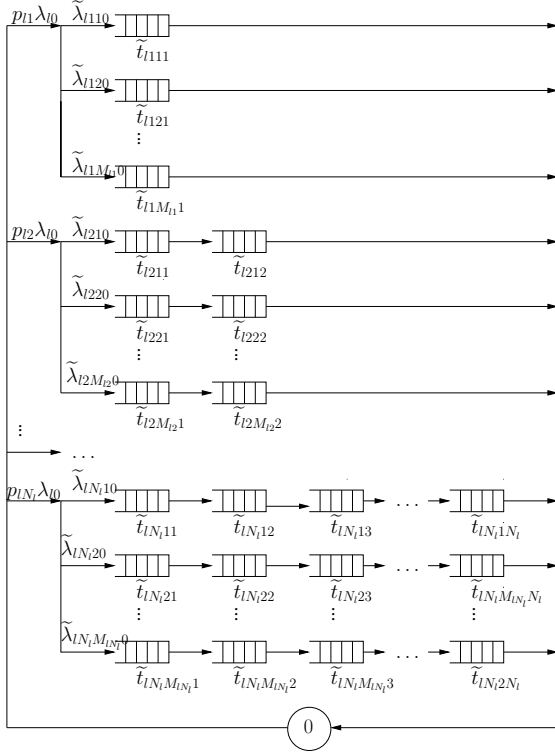 p_{l1}λ_{l0} λ̃_{l110}
t̃_{l111}
λ̃_{l120}
t̃_{l121}
⋮
λ̃_{l1M_{l1}0}
t̃_{l1M_{l1}1}
p_{l2}λ_{l0} λ̃_{l210}
t̃_{l211} t̃_{l212}
λ̃_{l220}
t̃_{l221} t̃_{l222}
⋮ ⋮
λ̃_{l2M_{l2}0}
t̃_{l2M_{l2}1} t̃_{l2M_{l2}2}
⋮
...
p_{lN_l}λ_{l0} λ̃_{lN_l10}
...
t̃_{lN_l11} t̃_{lN_l12} t̃_{lN_l13} t̃_{lN_l1N_l}
λ̃_{lN_l20}
...
t̃_{lN_l21} t̃_{lN_l22} t̃_{lN_l23} t̃_{lN_lM_{lN_l}N_l}
⋮ ⋮ ⋮ ⋮
λ̃_{lN_lM_{lN_l}0}
...
t̃_{lN_lM_{lN_l}1} t̃_{lN_lM_{lN_l}2} t̃_{lN_lM_{lN_l}3} t̃_{lN_l2N_l}
0